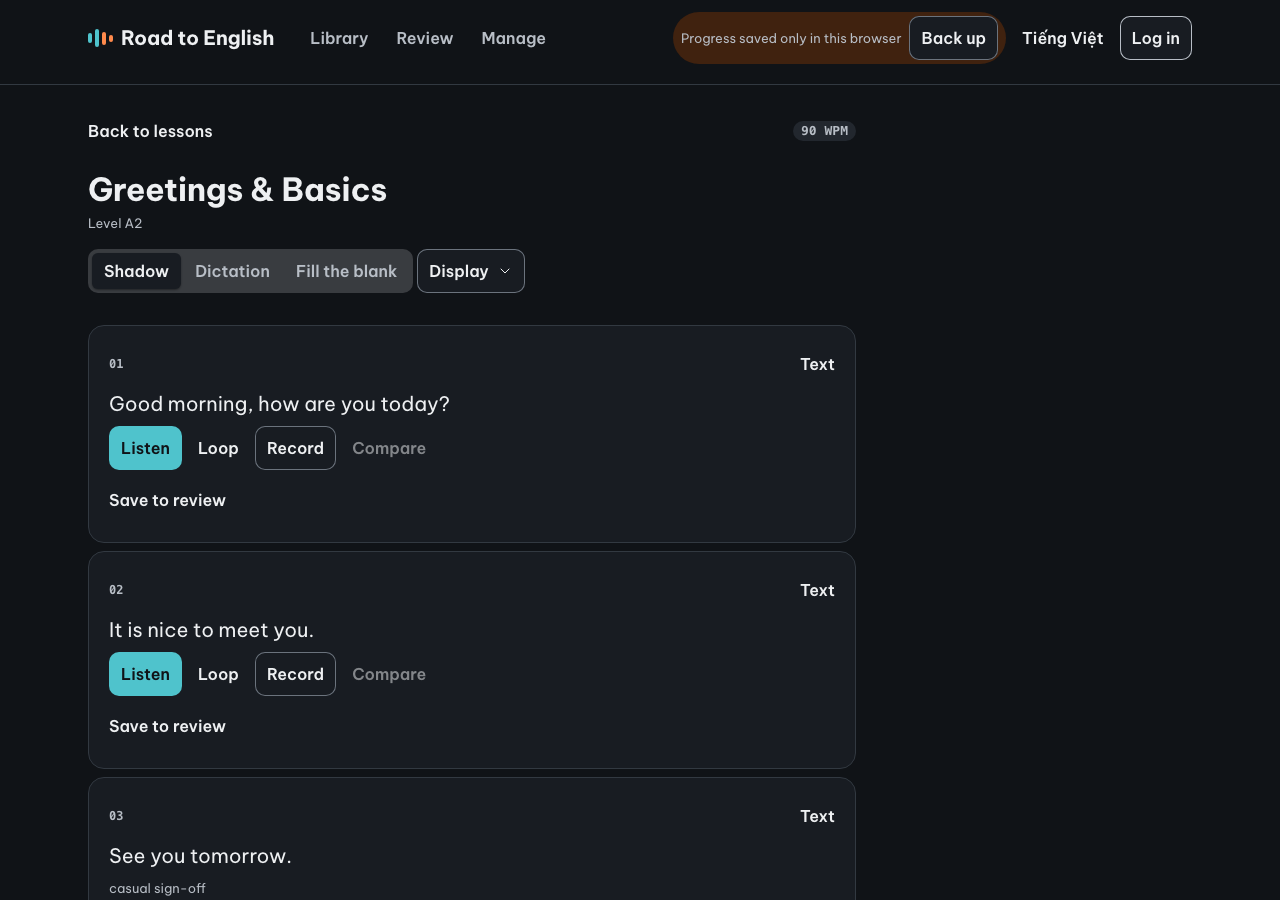 Road to English
Library
Review
Manage
Progress saved only in this browser
Back up
Tiếng Việt
Log in
Back to lessons
90 WPM
Greetings & Basics
Level A2
Shadow
Dictation
Fill the blank
Display
01
Text
Good morning, how are you today?
Listen
Loop
Record
Compare
Save to review
02
Text
It is nice to meet you.
Listen
Loop
Record
Compare
Save to review
03
Text
See you tomorrow.
casual sign-off